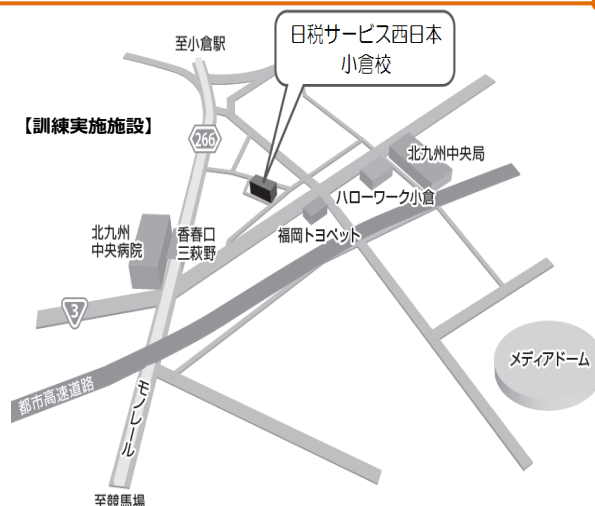 日税サービス西日本
小倉校
至小倉駅
【訓練実施施設】
266
北九州中央局
ハローワーク小倉
福岡トヨペット
北九州
中央病院
香春口
三萩野
3
メディアドーム
都市高速道路
モノレール
至競馬場